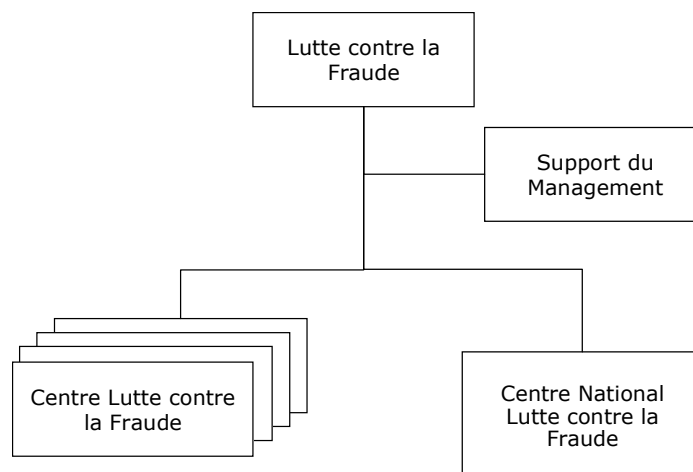 Lutte contre la
Fraude
Support du
Management
Centre Lutte contre
la Fraude
Centre National
Lutte contre la
Fraude